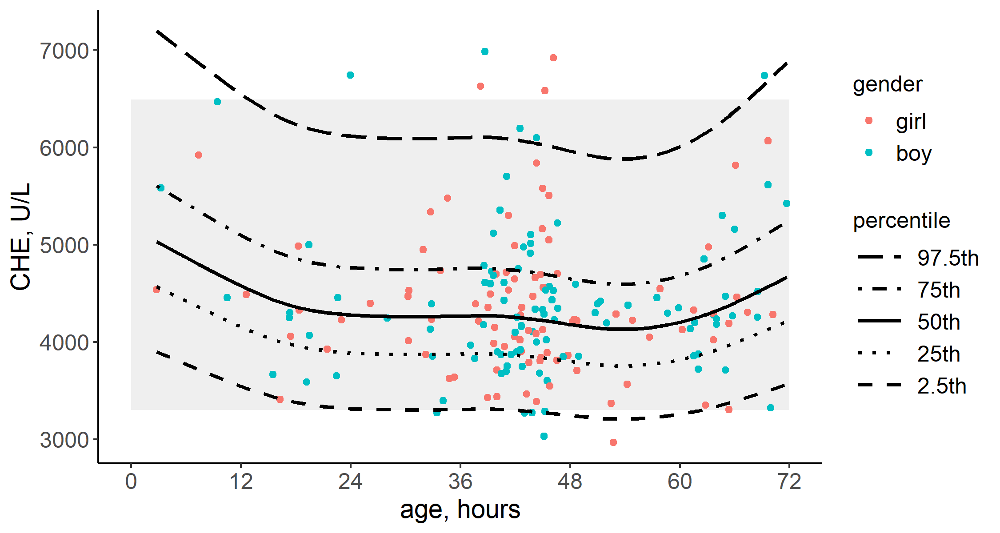 CHE, U/L
7000
6000
5000
4000
3000
0 12 24 36 48 60 72
age, hours
gender
girl
boy
percentile
97.5th
75th
50th
25th
2.5th